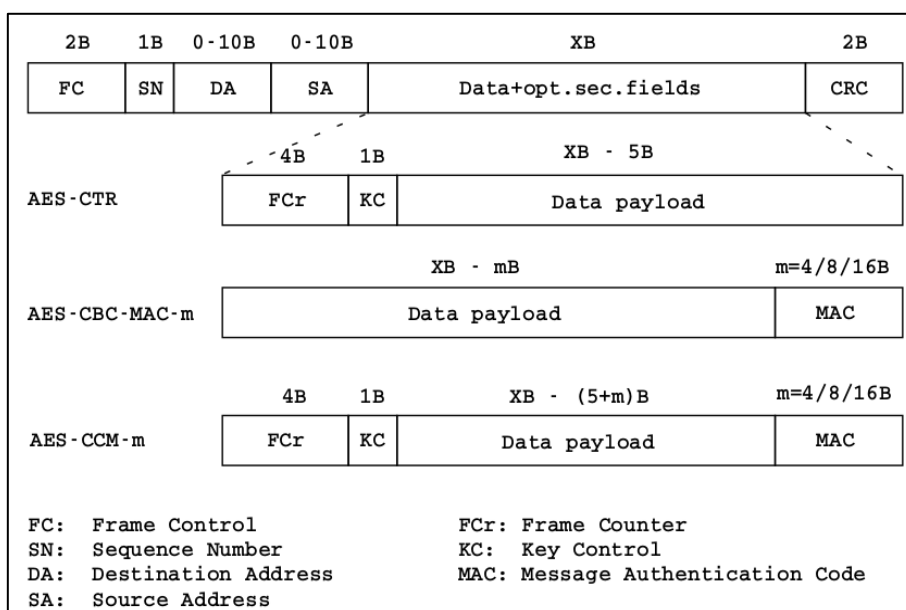 2B 1B 0-10B 0-10B XB 2B
FC SN DA SA Data+opt.sec.fields CRC
4B 1B XB - 5B
AES-CTR FCr KC Data payload
XB - mB m=4/8/16B
AES-CBC-MAC-m Data payload MAC
4B 1B XB - (5+m)B m=4/8/16B
AES-CCM-m FCr KC Data payload MAC
FC: Frame Control FCr: Frame Counter
SN: Sequence Number KC: Key Control
DA: Destination Address MAC: Message Authentication Code
SA: Source Address